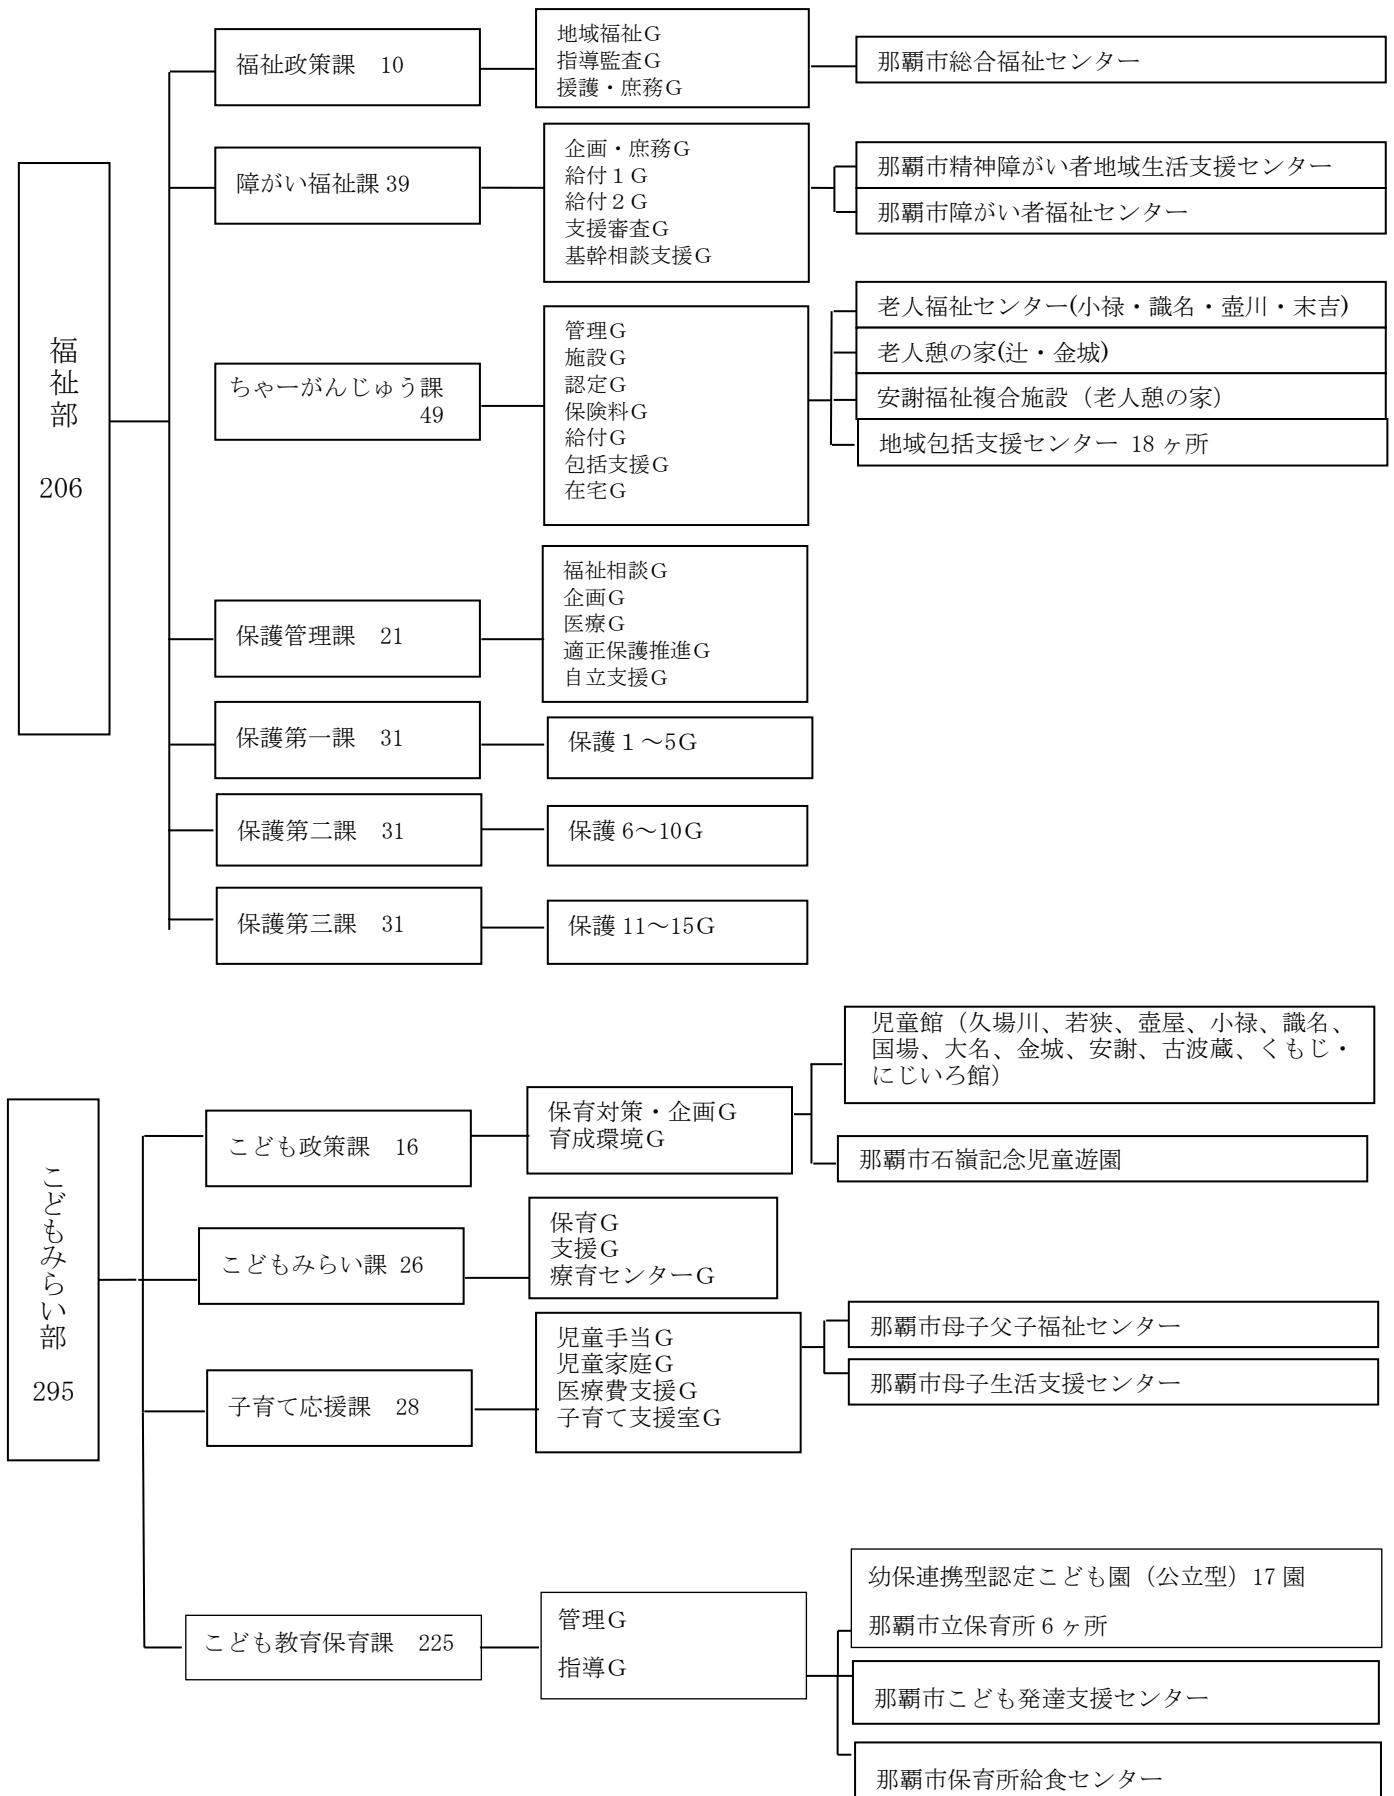 福祉部
206
福祉政策課 10
地域福祉G
指導監査G
援護・庶務G
那覇市総合福祉センター
障がい福祉課 39
企画・庶務G
給付1G
給付2G
支援審査G
基幹相談支援G
那覇市精神障がい者地域生活支援センター
那覇市障がい者福祉センター
ちゃーがんじゅう課
49
管理G
施設G
認定G
保険料G
給付G
包括支援G
在宅G
老人福祉センター(小禄・識名・壺川・末吉)
老人憩の家(辻・金城)
安謝福祉複合施設（老人憩の家）
地域包括支援センター 18ヶ所
保護管理課 21
福祉相談G
企画G
医療G
適正保護推進G
自立支援G
保護第一課 31
保護1～5G
保護第二課 31
保護6～10G
保護第三課 31
保護11～15G
こどもみらい部
295
こども政策課 16
保育対策・企画G
育成環境G
児童館（久場川、若狭、壺屋、小禄、識名、
国場、大名、金城、安謝、古波蔵、くもじ・
にじいろ館）
那覇市石嶺記念児童遊園
こどもみらい課 26
保育G
支援G
療育センターG
子育て応援課 28
児童手当G
児童家庭G
医療費支援G
子育て支援室G
那覇市母子父子福祉センター
那覇市母子生活支援センター
こども教育保育課 225
管理G
指導G
幼保連携型認定こども園（公立型）17園
那覇市立保育所6ヶ所
那覇市こども発達支援センター
那覇市保育所給食センター